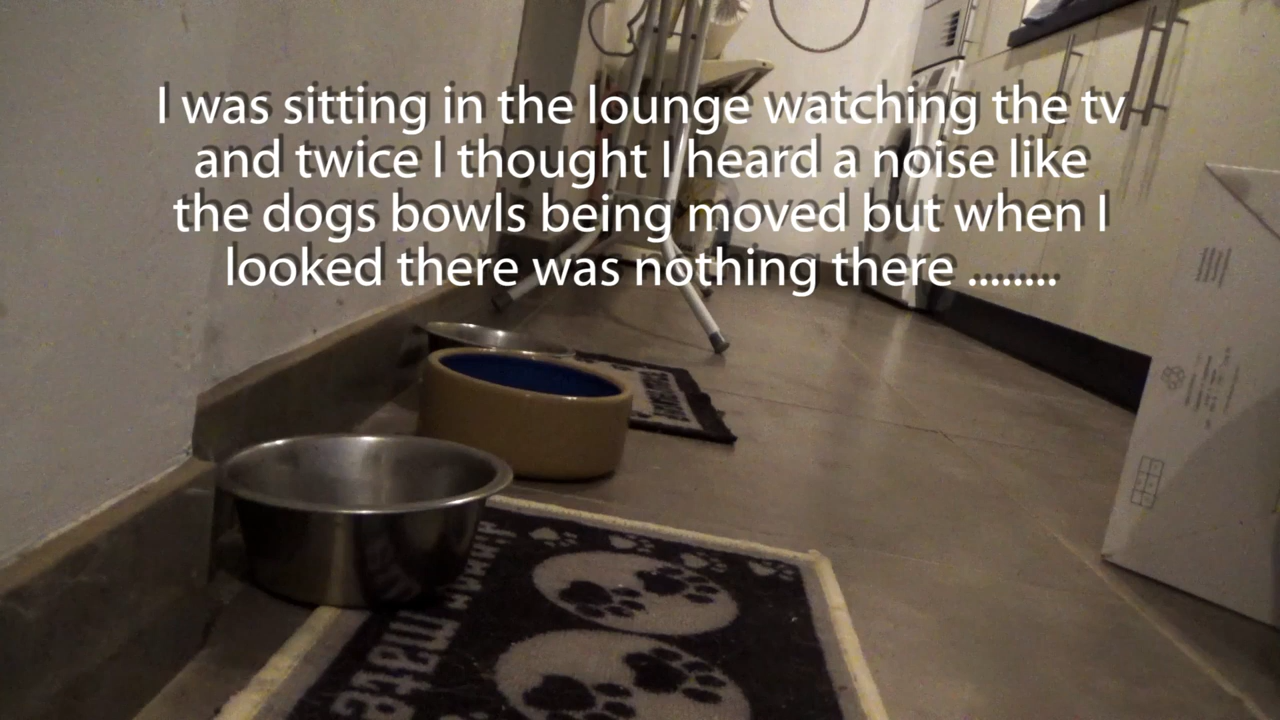 I was sitting in the lounge watching the tv
and twice I thought I heard a noise like
the dogs bowls being moved but when I
looked there was nothing there ........